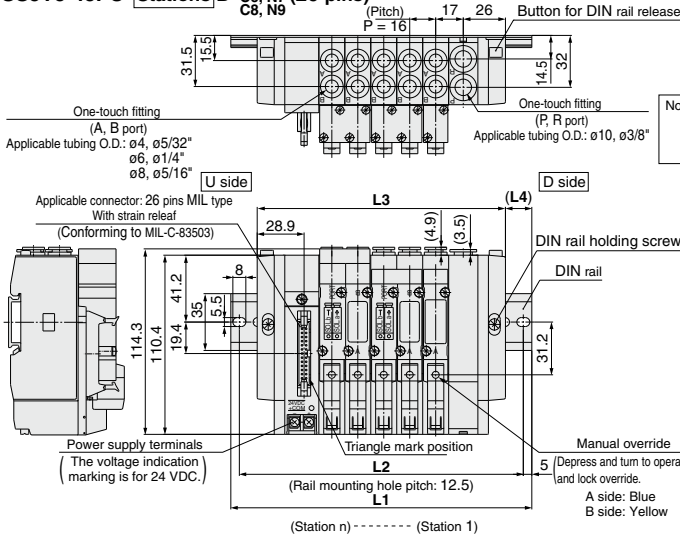 Stations
(26 pins)
C8, N9
(Pitch)
P = 16
17
26
Button for DIN rail release
31.5
15.5
14.5
32
One-touch fitting
(A, B port)
Applicable tubing O.D.: ø4, ø5/32"
ø6, ø1/4"
ø8, ø5/16"
One-touch fitting
(P, R port)
Applicable tubing O.D.: ø10, ø3/8"
No
U side
D side
Applicable connector: 26 pins MIL type
With strain releaf
(Conforming to MIL-C-83503)
L3
(L4)
28.9
(4.9)
(3.5)
DIN rail holding screw
DIN rail
8
41.2
35
5.5
19.4
114.3
110.4
31.2
24VDC
+COM
Power supply terminals
(The voltage indication
marking is for 24 VDC.)
Triangle mark position
Manual override
(Depress and turn to opera
and lock override.
A side: Blue
B side: Yellow
L2
5
(Rail mounting hole pitch: 12.5)
L1
(Station n) -------- (Station 1)